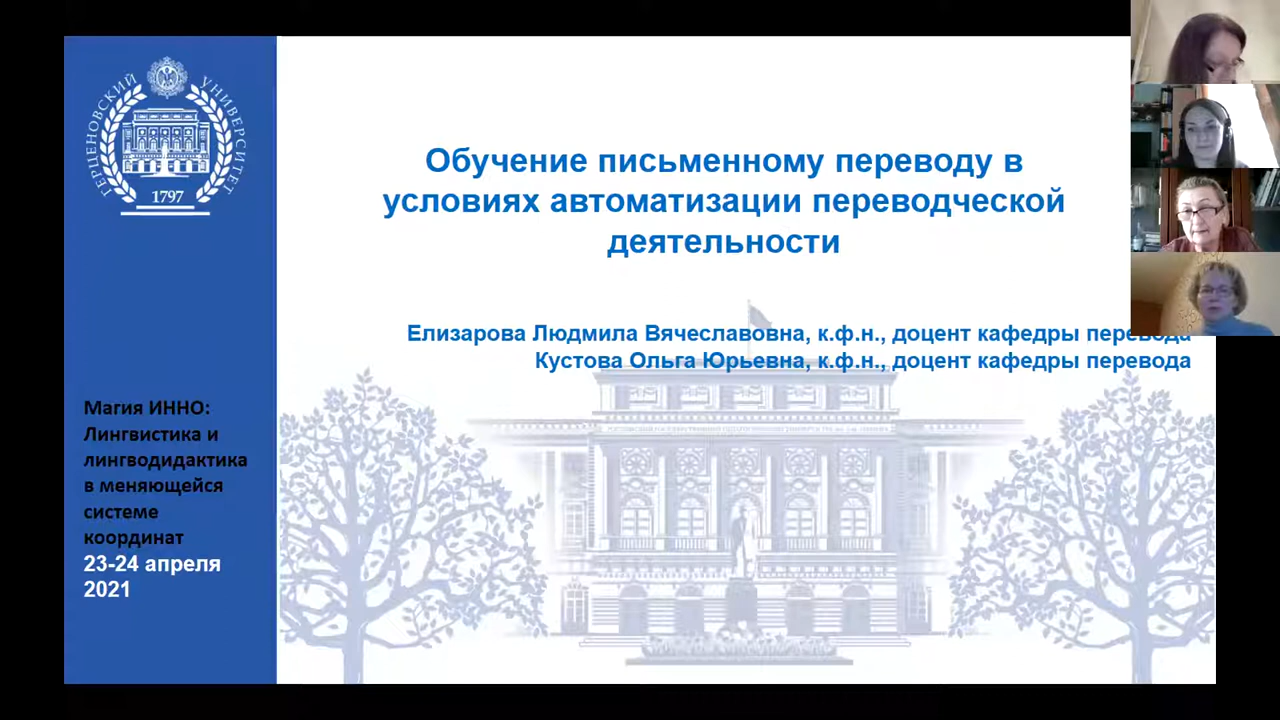 ГЕРЦЕНОВСКИЙ УНИВЕРСИТЕТ
1797
Обучение письменному переводу в
условиях автоматизации переводческой
деятельности
Елизарова Людмила Вячеславовна, к.ф.н., доцент кафедры перевода
Кустова Ольга Юрьевна, к.ф.н., доцент кафедры перевода
Магия ИННО:
Лингвистика и
лингводидактика
в меняющейся
системе
координат
23-24 апреля
2021